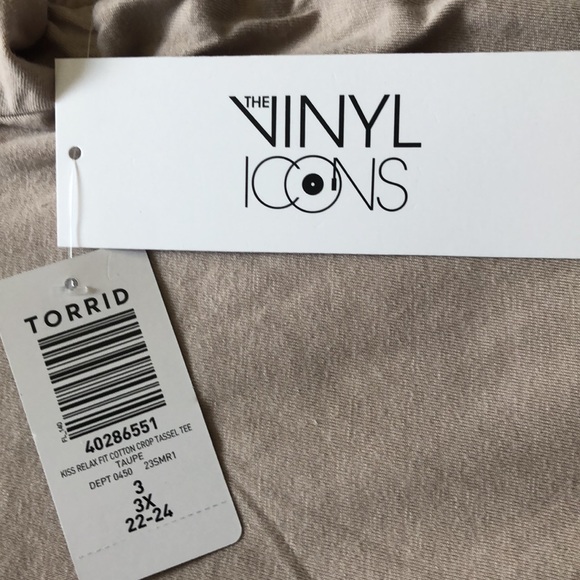 THE
VINYL
ICONS
TORRID
40286551
KISS RELAX FIT COTTON CROP TASSEL TEE
TAUPE
DEPT 0450 23SMR1
3
3X
22-24